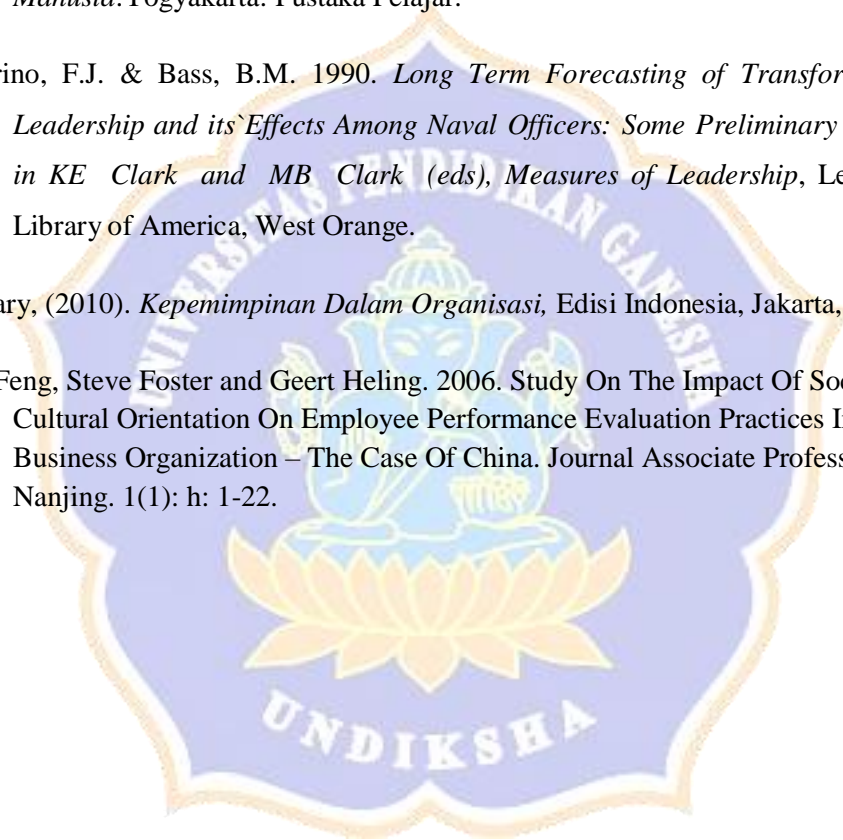 Manusia. Yogyakarta: Pustaka Pelajar.
rino, F.J. & Bass, B.M. 1990. Long Term Forecasting of Transfor
Leadership and its`Effects Among Naval Officers: Some Preliminary
in KE Clark and MB Clark (eds), Measures of Leadership, Le
Library of America, West Orange.
ary, (2010). Kepemimpinan Dalam Organisasi, Edisi Indonesia, Jakarta,
Feng, Steve Foster and Geert Heling. 2006. Study On The Impact Of Soc
Cultural Orientation On Employee Performance Evaluation Practices I
Business Organization – The Case Of China. Journal Associate Profess
Nanjing. 1(1): h: 1-22.
UNIVERSITAS PENDIDIKAN GANESHA
UNDIKSHA